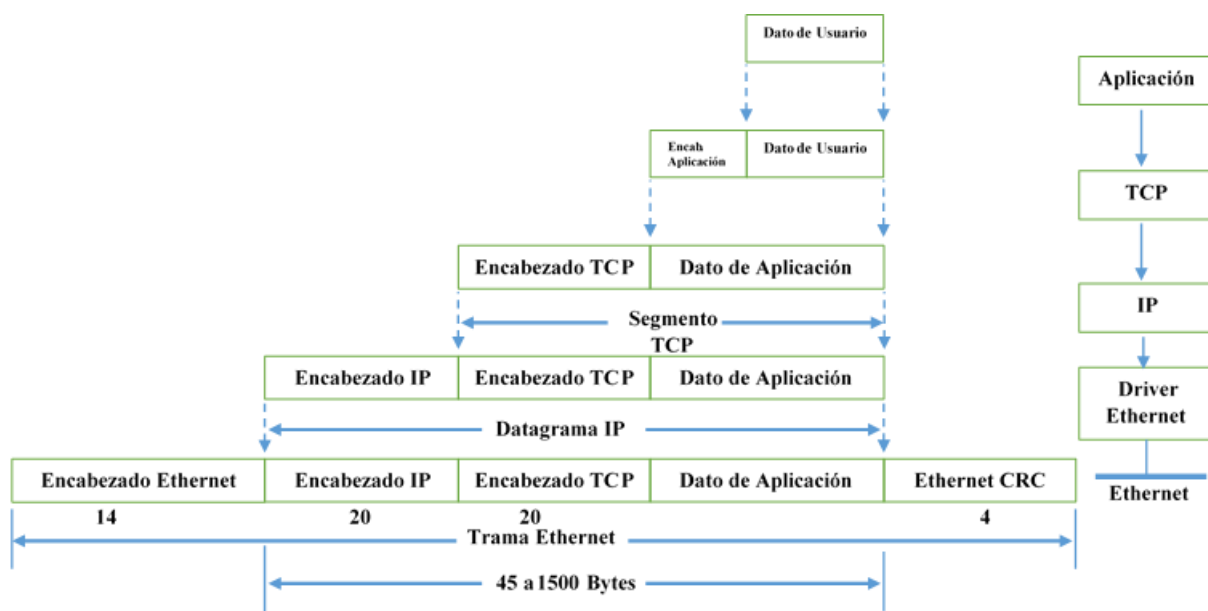 Dato de Usuario
Encah
Aplicación
Dato de Usuario
Encabezado TCP
Dato de Aplicación
Segmento
TCP
Encabezado IP
Encabezado TCP
Dato de Aplicación
Datagrama IP
Encabezado Ethernet
Encabezado IP
Encabezado TCP
Dato de Aplicación
Ethernet CRC
14
20
20
4
Trama Ethernet
45 a 1500 Bytes
Aplicación
TCP
IP
Driver
Ethernet
Ethernet